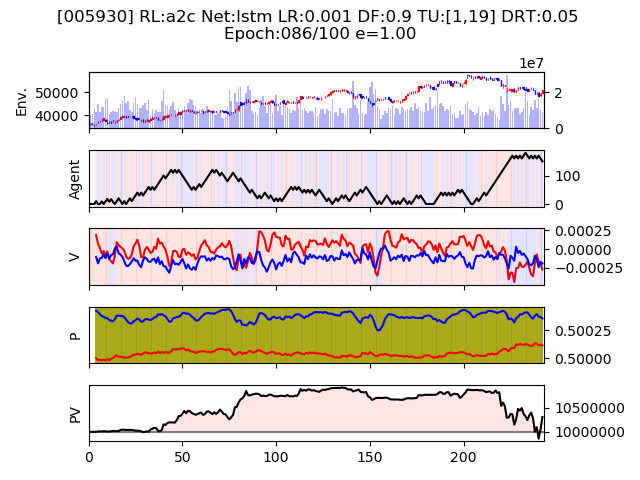 [005930] RL:a2c Net:lstm LR:0.001 DF:0.9 TU:[1,19] DRT:0.05
Epoch:086/100 e=1.00
1e7
Env.
50000
40000
2
0
Agent
100
0
V
0.00025
0.00000
−0.00025
P
0.50025
0.50000
PV
10500000
10000000
0 50 100 150 200